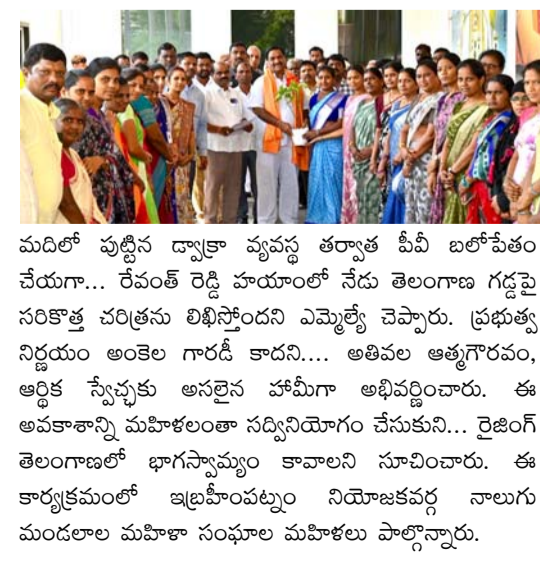 మదిలో పుట్టిన డ్వాక్రా వ్యవస్థ తర్వాత పీవీ బలోపేతం
చేయగా... రేవంత్ రెడ్డి హయాంలో నేడు తెలంగాణ గడ్డపై
సరికొత్త చరిత్రను లిఖిస్తోందని ఎమ్మెల్యే చెప్పారు. ప్రభుత్వ
నిర్ణయం అంకెల గారడీ కాదని.... అతివల ఆత్మగౌరవం,
ఆర్థిక స్వేచ్ఛకు అసలైన హామీగా అభివర్ణించారు. ఈ
అవకాశాన్ని మహిళలంతా సద్వినియోగం చేసుకుని... రైజింగ్
తెలంగాణలో భాగస్వామ్యం కావాలని సూచించారు. ఈ
కార్యక్రమంలో ఇబ్రహీంపట్నం నియోజకవర్గ నాలుగు
మండలాల మహిళా సంఘాల మహిళలు పాల్గొన్నారు.